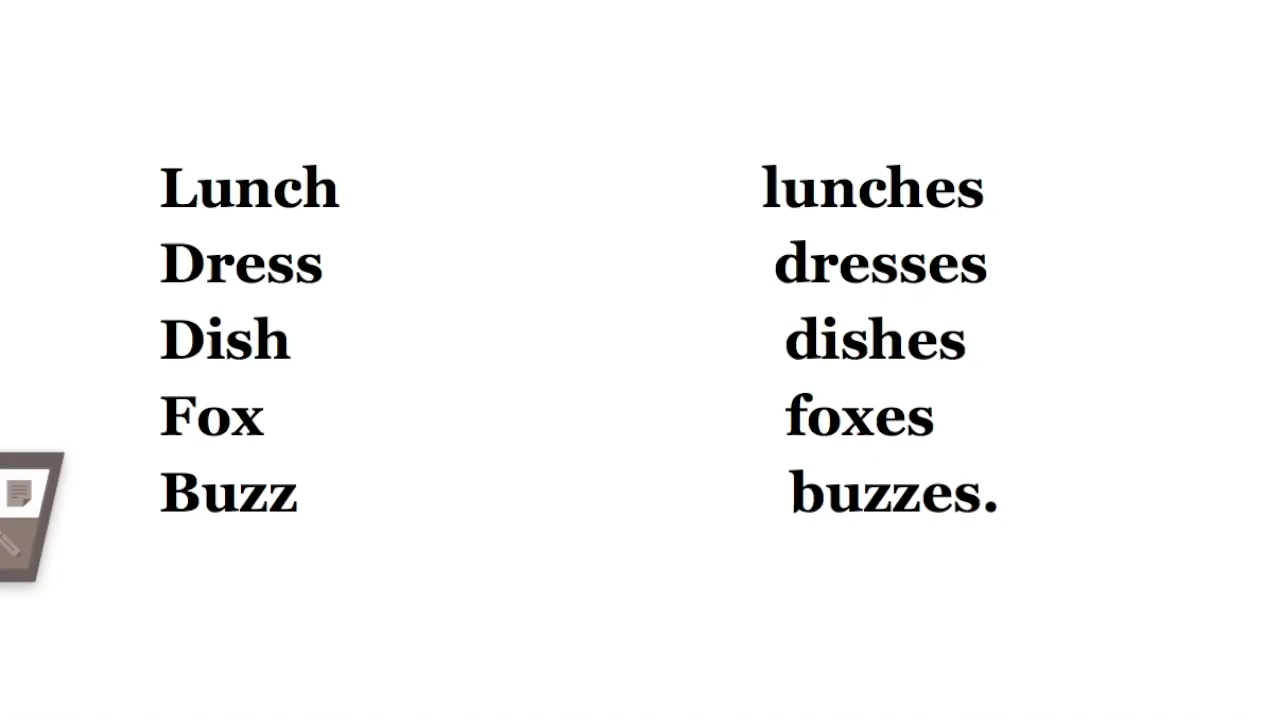 Lunch lunches
Dress dresses
Dish dishes
Fox foxes
Buzz buzzes.